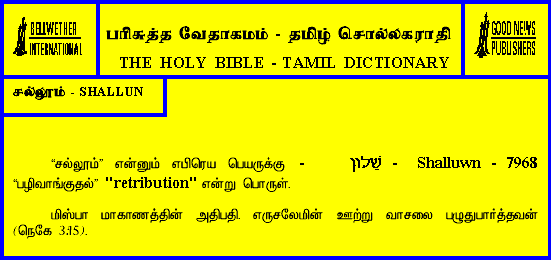 BELLWETHER
INTERNATIONAL
பரிசுத்த வேதாகமம் - தமிழ் சொல்லகராதி
THE HOLY BIBLE - TAMIL DICTIONARY
GOOD NEWS
PUBLISHERS
சல்லூம் - SHALLUN
“சல்லூம்” என்னும் எபிரெய பெயருக்கு - שַׁלּוּן - Shalluwn - 7968
“பழிவாங்குதல்” "retribution" என்று பொருள்.
மிஸ்பா மாகாணத்தின் அதிபதி. எருசலேமின் ஊற்று வாசலை பழுதுபார்த்தவன்
(நெகே 3:15).